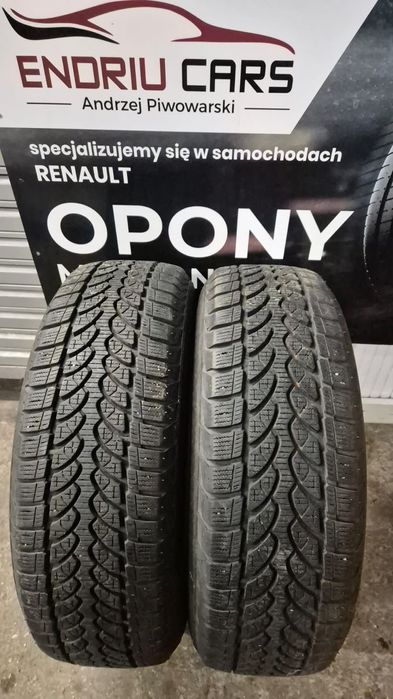 ENDRIU CARS
Andrzej Piwowarski
specjalizujemy się w samochodach
RENAULT
OPONY